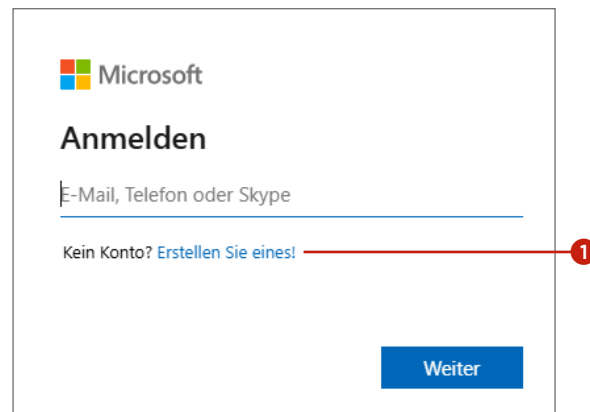 Microsoft
Anmelden
E-Mail, Telefon oder Skype
Kein Konto? Erstellen Sie eines!
1
Weiter